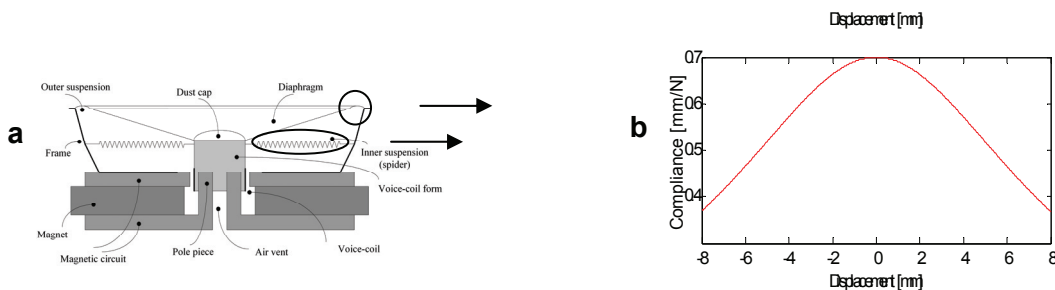 a
Outer suspension
Dust cap
Diaphragm
Frame
Inner suspension
(spider)
Voice-coil form
Magnet
Magnetic circuit
Pole piece
Air vent
Voice-coil
b
Displacement [mm]
Compliance [mm/N]
0.7
0.6
0.5
0.4
-8 -6 -4 -2 0 2 4 6 8
Displacement [mm]